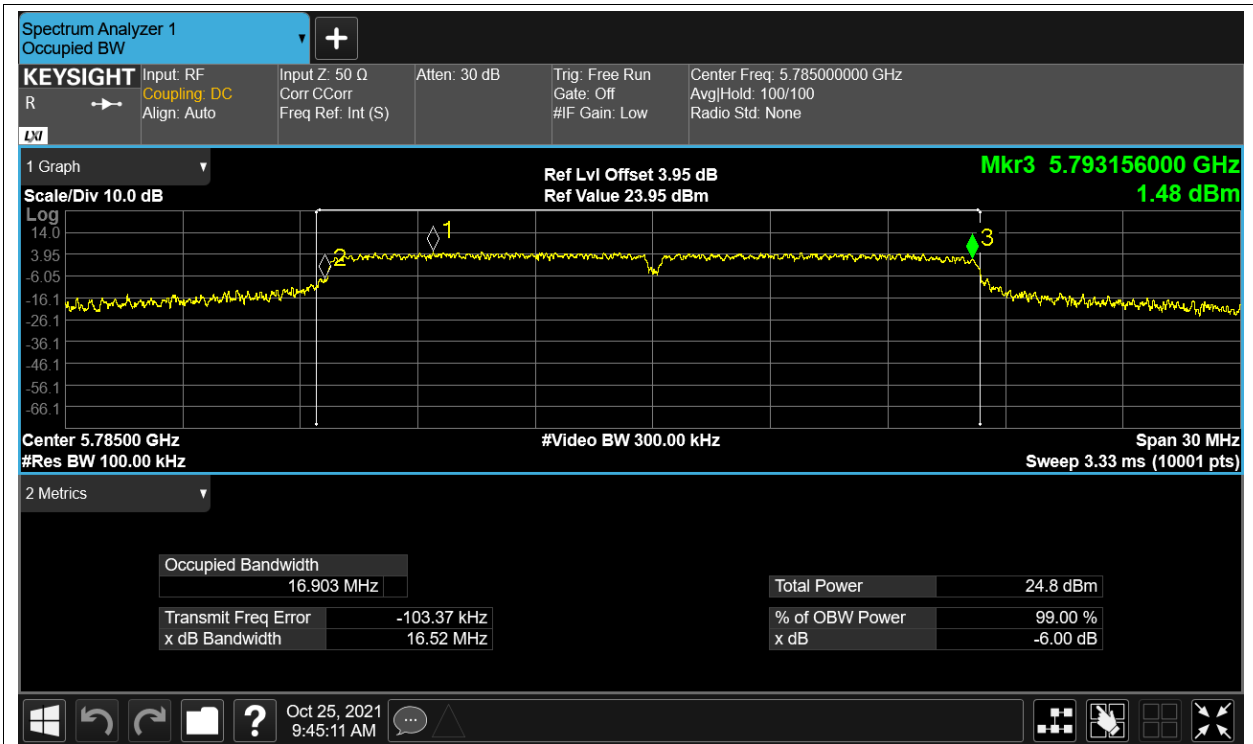 Spectrum Analyzer 1
Occupied BW
KEYSIGHT
R
LXI
Input: RF
Coupling: DC
Align: Auto
Input Z: 50 Ω
Corr CCorr
Freq Ref: Int (S)
Atten: 30 dB
Trig: Free Run
Gate: Off
#IF Gain: Low
Center Freq: 5.785000000 GHz
Avg|Hold: 100/100
Radio Std: None
1 Graph
Scale/Div 10.0 dB
Ref Lvl Offset 3.95 dB
Ref Value 23.95 dBm
Mkr3 5.793156000 GHz
1.48 dBm
Log
14.0
3.95
-6.05
-16.1
-26.1
-36.1
-46.1
-56.1
-66.1
1
2
3
Center 5.78500 GHz
#Video BW 300.00 kHz
Span 30 MHz
#Res BW 100.00 kHz
Sweep 3.33 ms (10001 pts)
2 Metrics
Occupied Bandwidth
16.903 MHz
Total Power 24.8 dBm
Transmit Freq Error -103.37 kHz
% of OBW Power 99.00 %
x dB Bandwidth 16.52 MHz
x dB -6.00 dB
?
Oct 25, 2021
9:45:11 AM